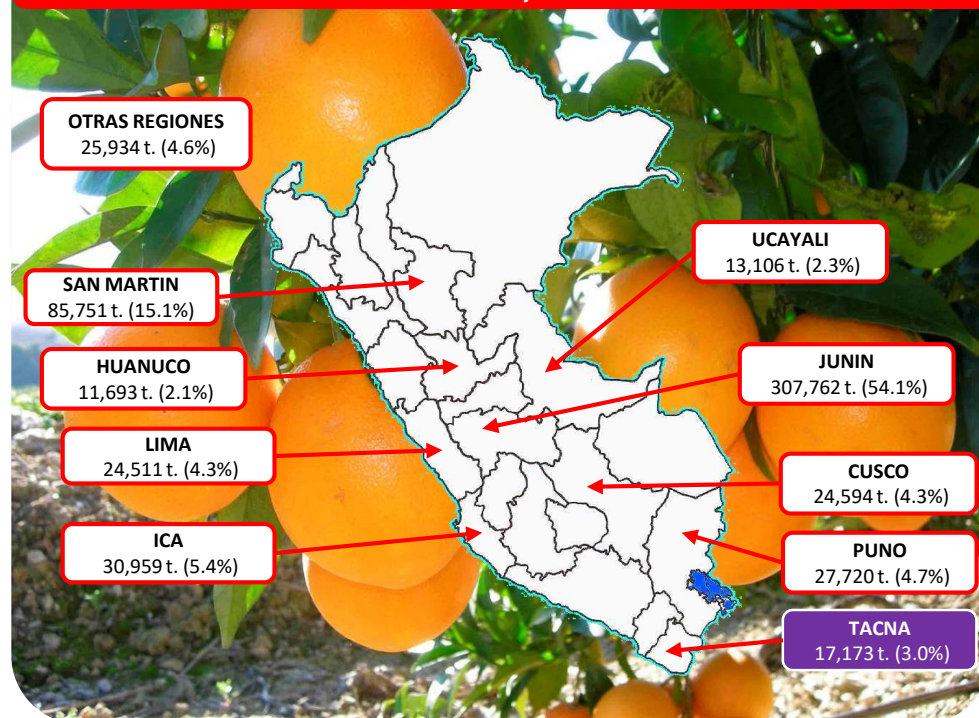 OTRAS REGIONES
25,934 t. (4.6%)
SAN MARTIN
85,751 t. (15.1%)
HUANUCO
11,693 t. (2.1%)
LIMA
24,511 t. (4.3%)
ICA
30,959 t. (5.4%)
UCAYALI
13,106 t. (2.3%)
JUNIN
307,762 t. (54.1%)
CUSCO
24,594 t. (4.3%)
PUNO
27,720 t. (4.7%)
TACNA
17,173 t. (3.0%)